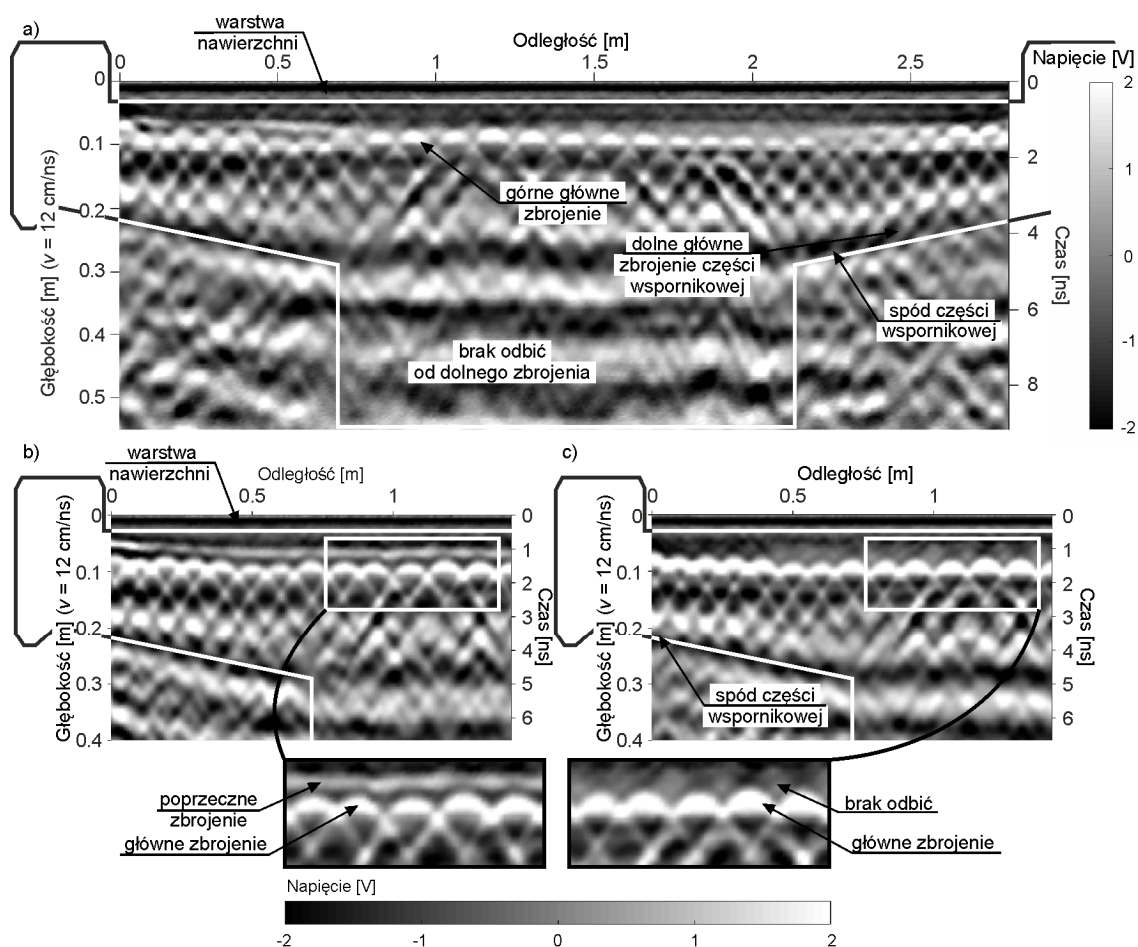 a)
warstwa
nawierzchni
Odległość [m]
0 0.5 1 1.5 2 2.5
Napięcie [V]
0
0.1
0.2
0.3
0.4
0.5
Głębokość [m] (v = 12 cm/ns)
0
2
4
6
8
Czas [ns]
2
1
0
-1
-2
górne główne
zbrojenie
dolne główne
zbrojenie części
wspornikowej
spód części
wspornikowej
brak odbić
od dolnego zbrojenia
b)
warstwa
nawierzchni
Odległość [m]
0 0.5 1
0
0.1
0.2
0.3
0.4
Głębokość [m] (v = 12 cm/ns)
0
1
2
3
4
5
6
Czas [ns]
c)
Odległość [m]
0 0.5 1
0
0.1
0.2
0.3
0.4
Głębokość [m] (v = 12 cm/ns)
0
1
2
3
4
5
6
Czas [ns]
spód części
wspornikowej
poprzeczne
zbrojenie
główne zbrojenie
brak odbić
główne zbrojenie
Napięcie [V]
-2 -1 0 1 2